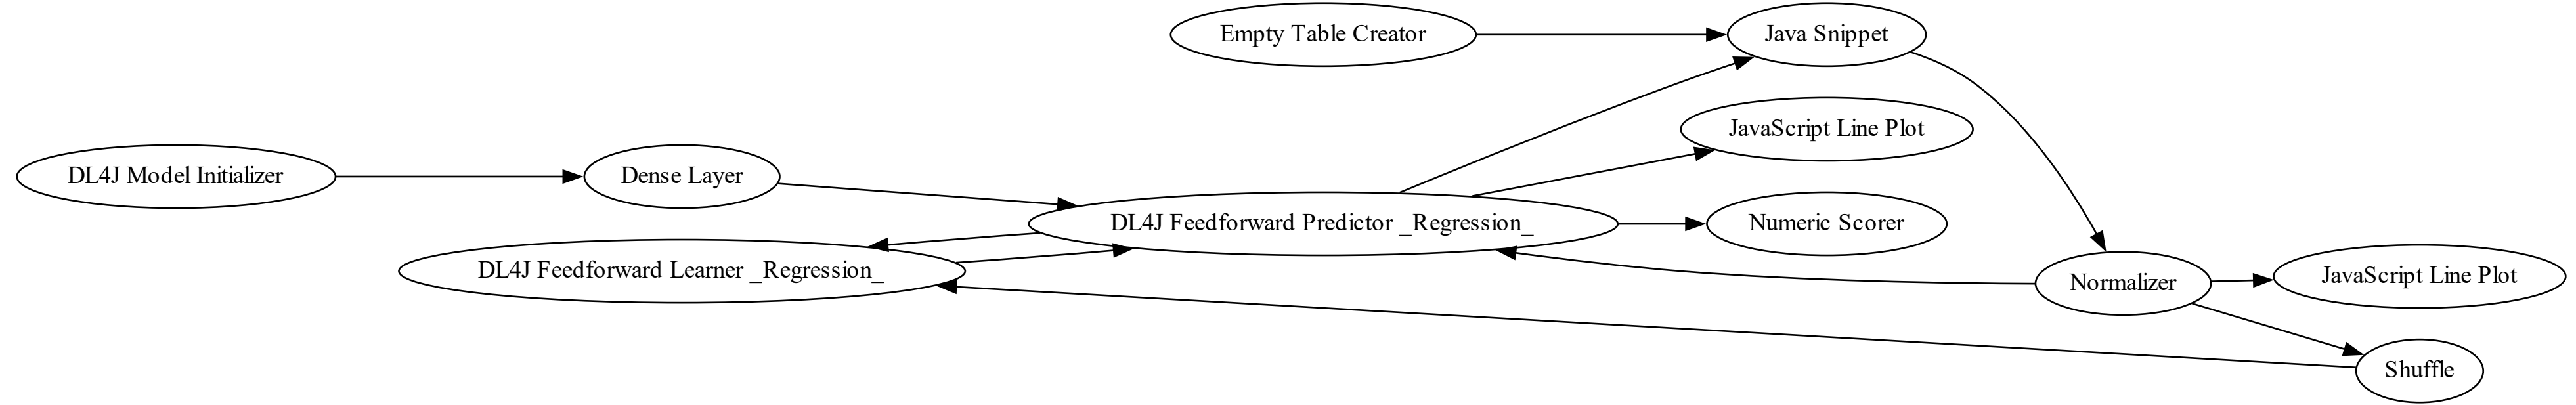 Empty Table Creator
Java Snippet
JavaScript Line Plot
DL4J Model Initializer
Dense Layer
DL4J Feedforward Predictor _Regression_
Numeric Scorer
DL4J Feedforward Learner _Regression_
Normalizer
JavaScript Line Plot
Shuffle